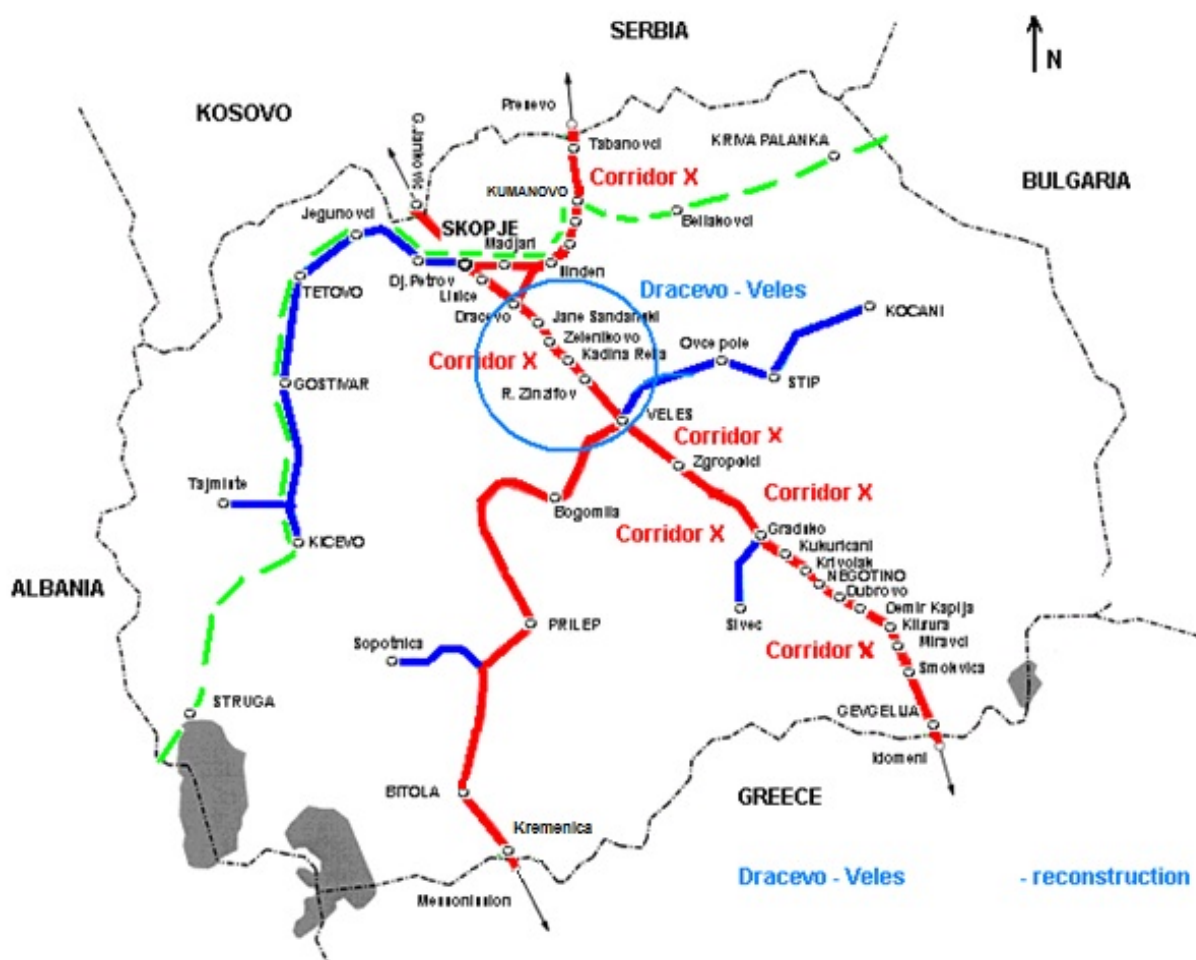 SERBIA
N
KOSOVO
Presevo
G.Jankovic
Tabanovci
KRIVA PALANKA
Corridor X
BULGARIA
KUMANOVO
Jegunovci
Beliakovci
SKOPJE
Madjari
Dj. Petrov
Ilinden
TETOVO
Lisice
Dracevo - Veles
Dracevo
Jane Sandanski
KOCANI
Zelenikovo
Ovce pole
Corridor X
Kadina Reka
GOSTIVAR
R. Zinzifov
STIP
VELES
Corridor X
Zgropolci
Tajmiste
Corridor X
Bogomila
Corridor X
Gradsko
KICEVO
Kukuricani
Krivolak
ALBANIA
NEGOTINO
Dubrovo
Sivec
Demir Kapija
PRILEP
Klisura
Sopotnica
Corridor X
Miravci
Smokvica
STRUGA
GEVGELIJA
Idomeni
BITOLA
GREECE
Kremenica
Dracevo - Veles - reconstruction